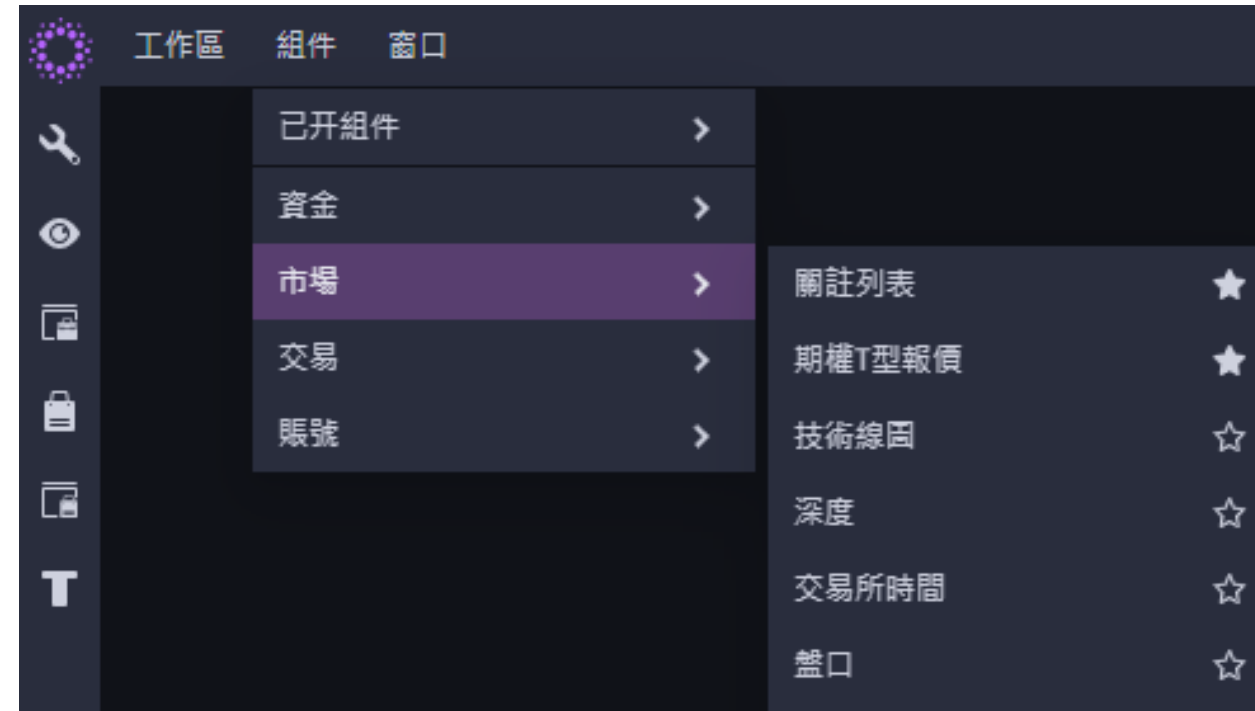 工作區 組件 窗口
已开組件
資金
市場
交易
賬號
關註列表
期權T型報價
技術線圖
深度
交易所時間
盤口